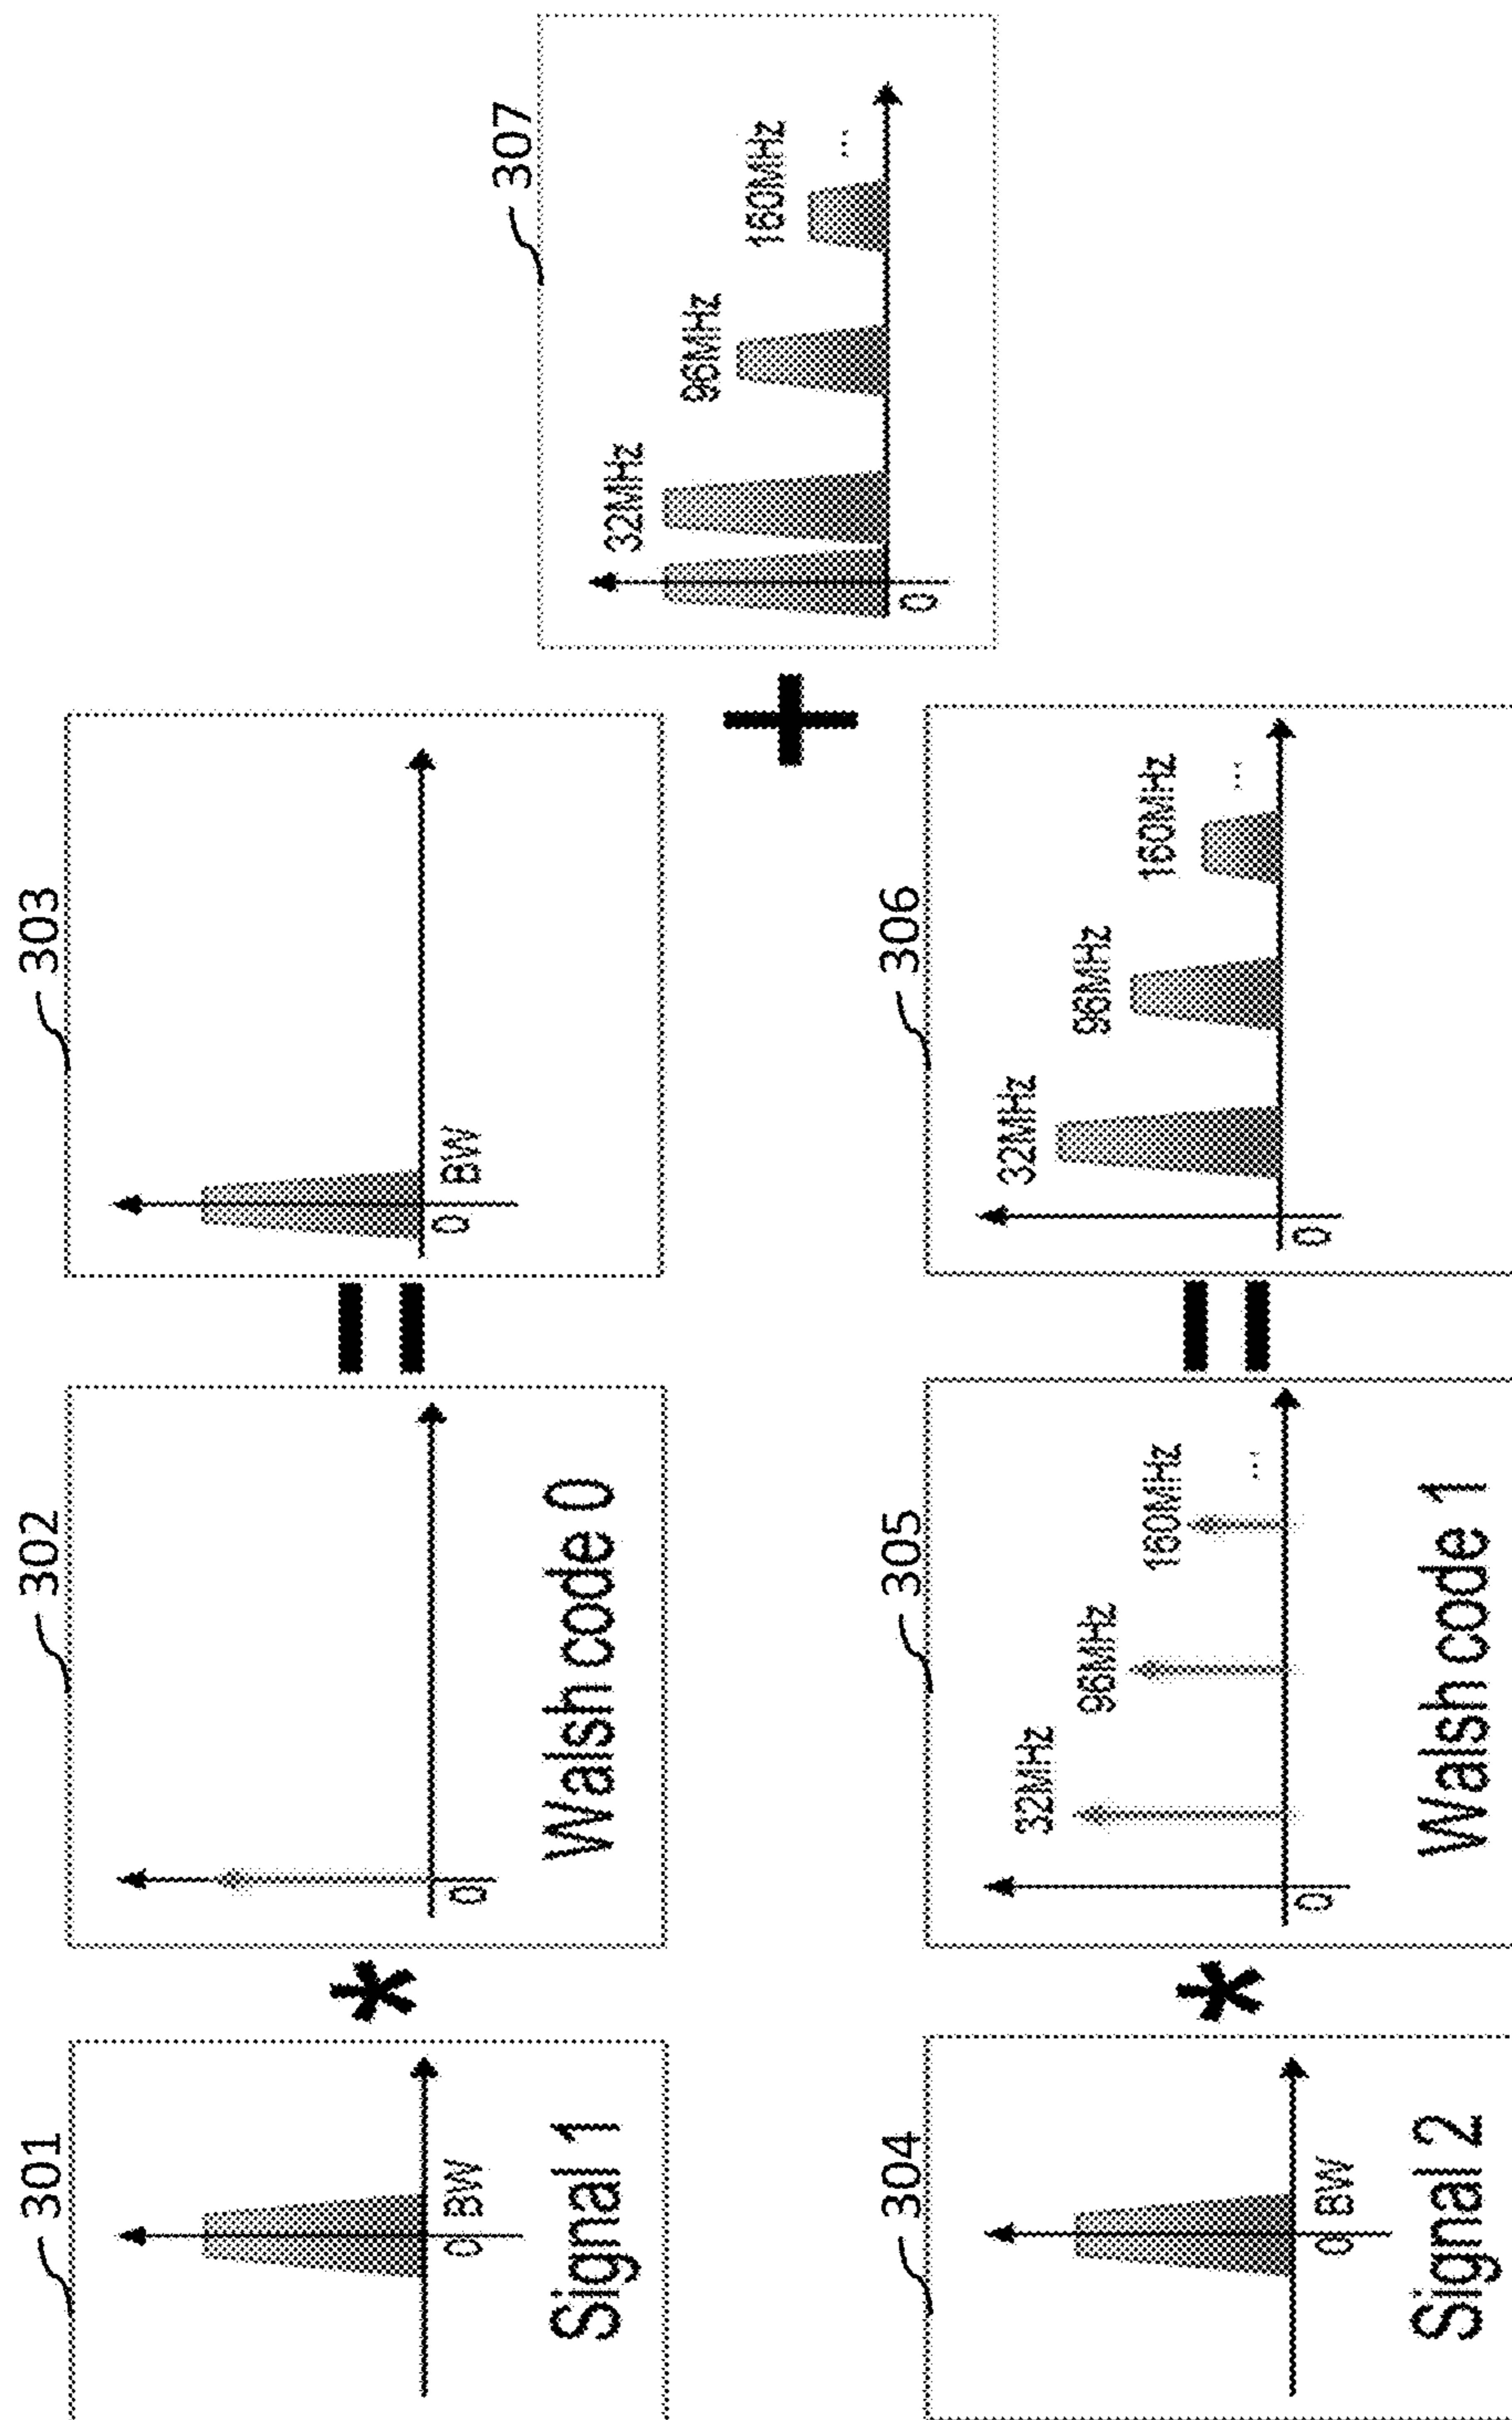 301
0 BW
Signal 1
*
302
0
Walsh code 0
=
303
0 BW
304
0 BW
Signal 2
*
305
32MHz
96MHz
160MHz
...
0
Walsh code 1
=
306
32MHz
96MHz
160MHz
...
0
+
307
32MHz
96MHz
160MHz
...
0